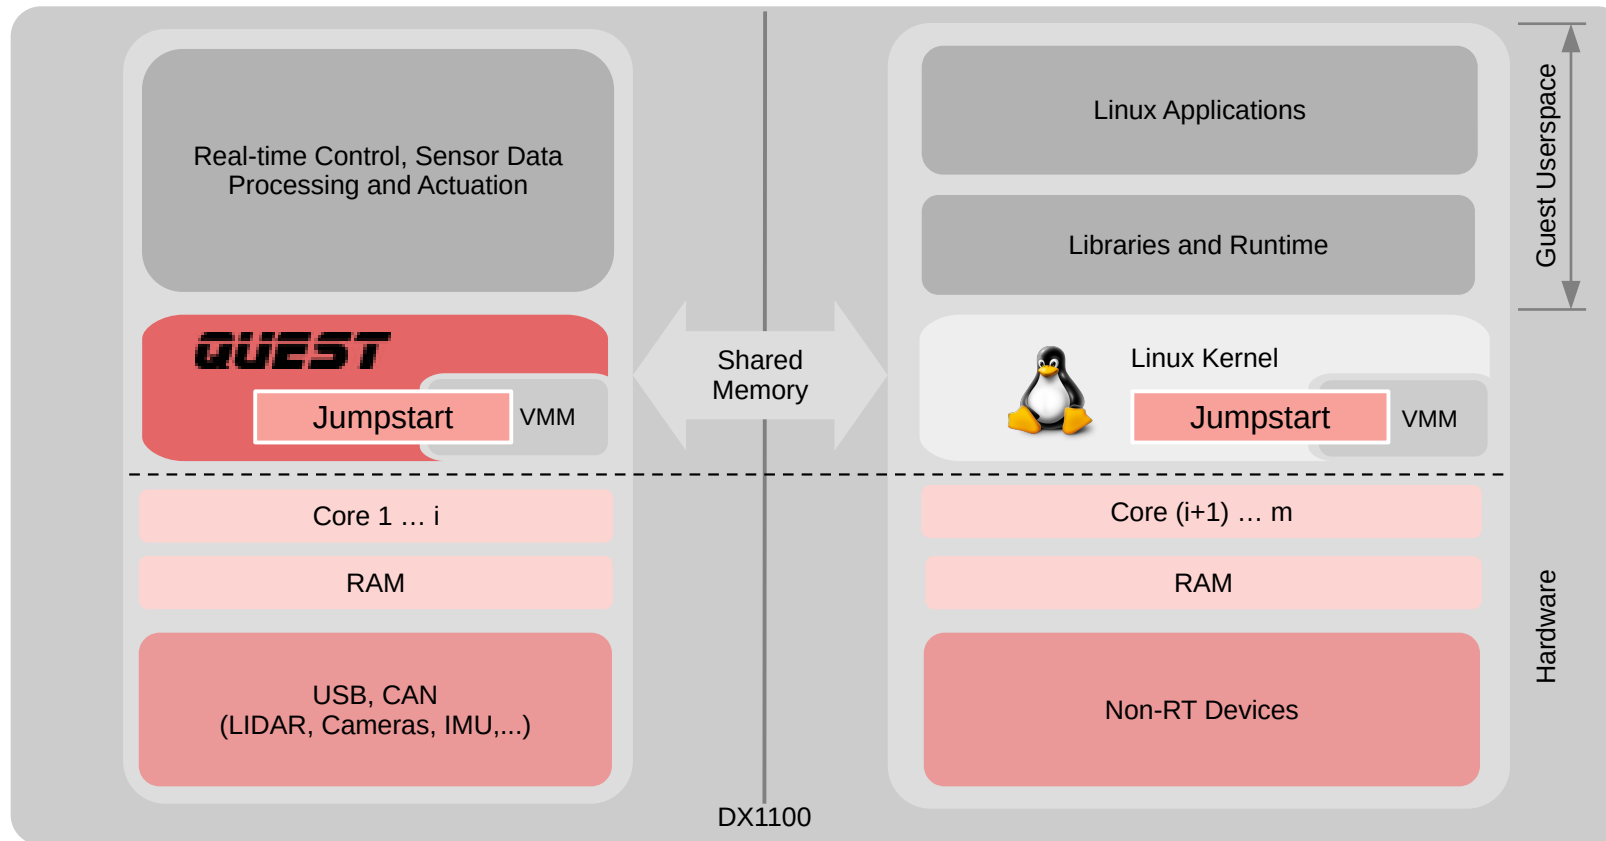 Real-time Control, Sensor Data
Processing and Actuation
QUEST
Jumpstart
VMM
Core 1 … i
RAM
USB, CAN
(LIDAR, Cameras, IMU,...)
Shared
Memory
DX1100
Linux Applications
Libraries and Runtime
Linux Kernel
Jumpstart
VMM
Core (i+1) … m
RAM
Non-RT Devices
Guest Userspace
Hardware